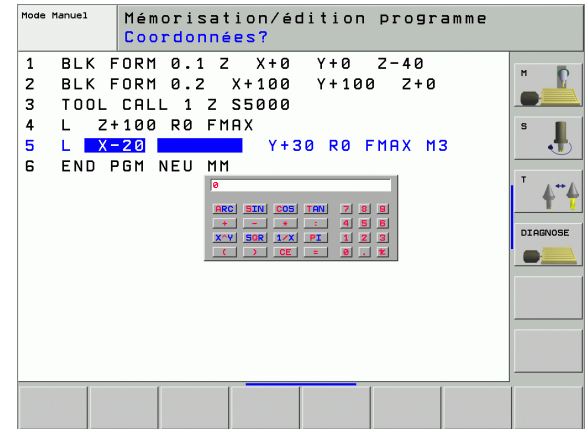 Mode Manuel
Mémorisation/édition programme
Coordonnées?
1 BLK FORM 0.1 Z X+0 Y+0 Z-40
2 BLK FORM 0.2 X+100 Y+100 Z+0
3 TOOL CALL 1 Z S5000
4 L Z+100 R0 FMAX
5 L X-20 Y+30 R0 FMAX M3
6 END PGM NEU MM
0
ARC SIN COS TAN 7 8 9
+ - * : 4 5 6
X^Y SQR 1/X PI 1 2 3
( ) CE = 0 . %
M
S
T
DIAGNOSE